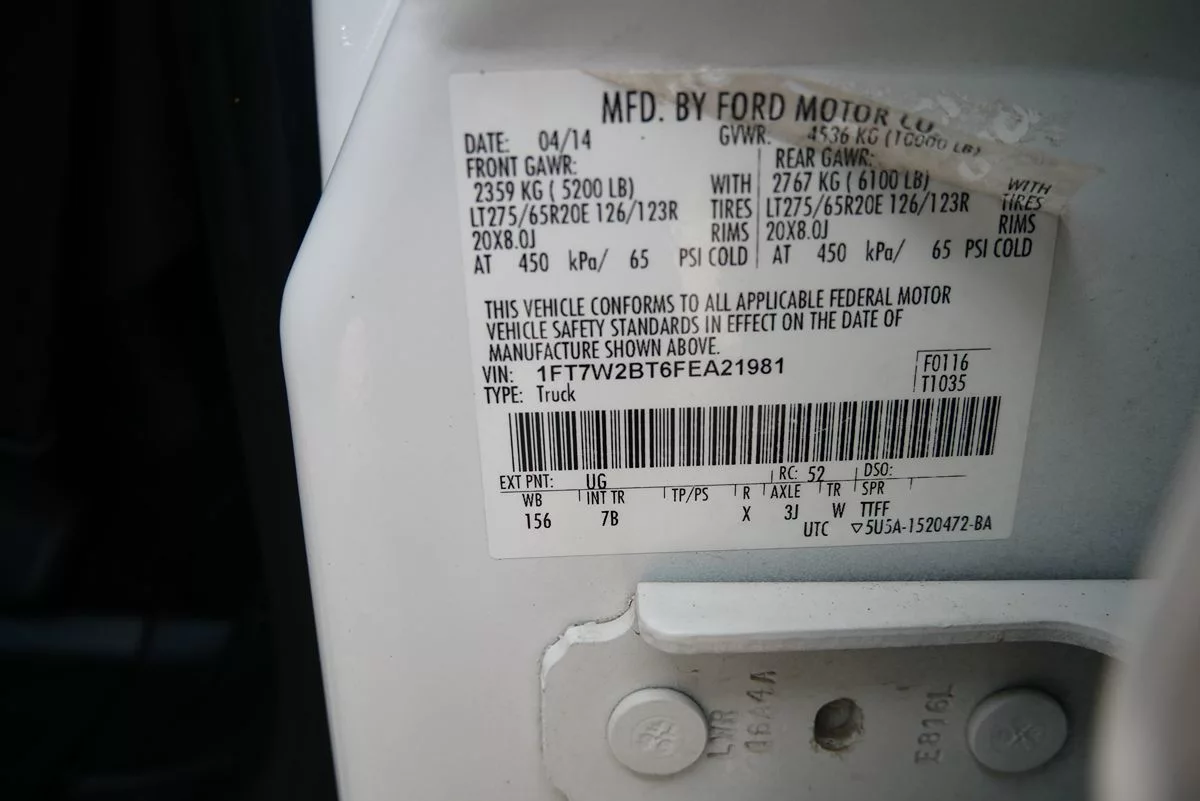 MFD. BY FORD MOTOR CO.
DATE: 04/14 GVWR: 4536 KG (10000 LB)
FRONT GAWR: REAR GAWR:
2359 KG ( 5200 LB) WITH 2767 KG ( 6100 LB) WITH
LT275/65R20E 126/123R TIRES LT275/65R20E 126/123R TIRES
20X8.0J RIMS 20X8.0J RIMS
AT 450 kPa/ 65 PSI COLD AT 450 kPa/ 65 PSI COLD
THIS VEHICLE CONFORMS TO ALL APPLICABLE FEDERAL MOTOR
VEHICLE SAFETY STANDARDS IN EFFECT ON THE DATE OF
MANUFACTURE SHOWN ABOVE.
VIN: 1FT7W2BT6FEA21981 F0116
TYPE: Truck T1035
EXT PNT: UG RC: 52 DSO:
WB INT TR TP/PS R AXLE TR SPR
156 7B X 3J W TTFF
UTC ▽5U5A-1520472-BA
LWR
16A4A
E8161